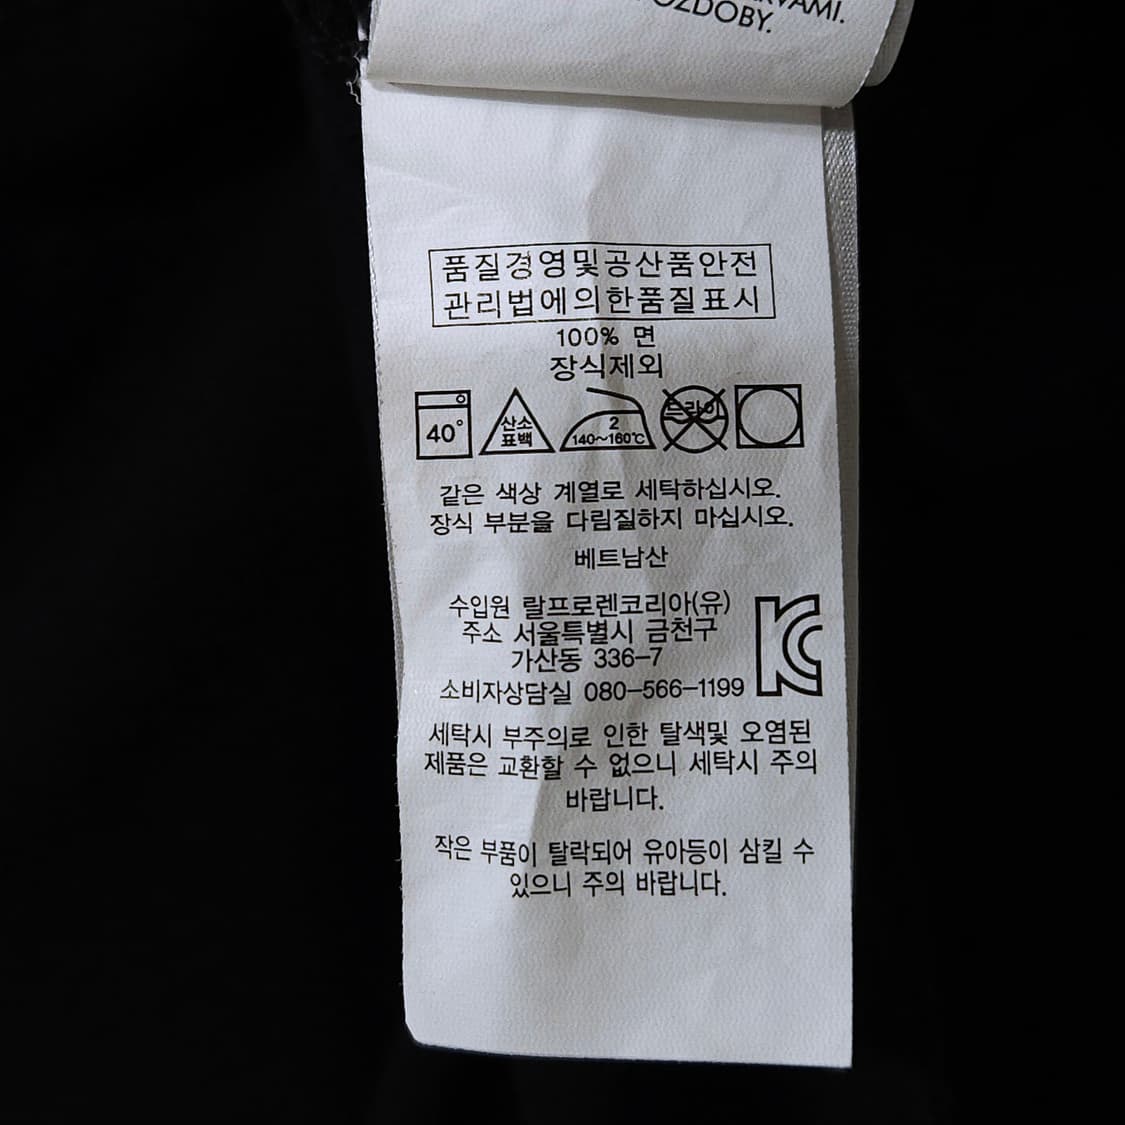 VAMI.
OZDOBY.
품질경영및공산품안전
관리법에의한품질표시
100% 면
장식제외
40°
산소
표백
2
140~160℃
드라이
같은 색상 계열로 세탁하십시오.
장식 부분을 다림질하지 마십시오.
베트남산
수입원 랄프로렌코리아(유)
주소 서울특별시 금천구
가산동 336-7
소비자상담실 080-566-1199
세탁시 부주의로 인한 탈색및 오염된
제품은 교환할 수 없으니 세탁시 주의
바랍니다.
작은 부품이 탈락되어 유아등이 삼킬 수
있으니 주의 바랍니다.